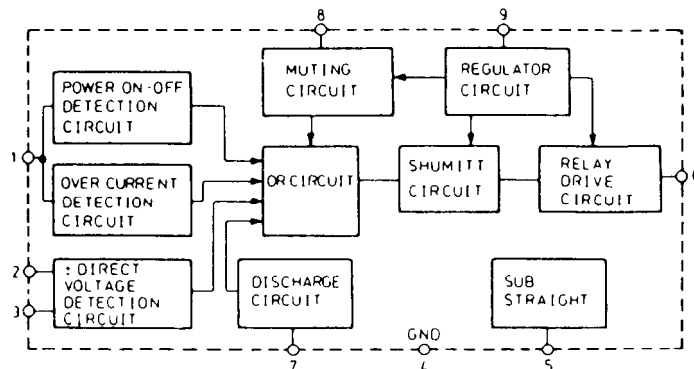 8
9
POWER ON-OFF
DETECTION
CIRCUIT
MUTING
CIRCUIT
REGULATOR
CIRCUIT
1
OVER CURRENT
DETECTION
CIRCUIT
OR CIRCUIT
SHUMITT
CIRCUIT
RELAY
DRIVE
CIRCUIT
6
2
3
: DIRECT
VOLTAGE
DETECTION
CIRCUIT
DISCHARGE
CIRCUIT
SUB
STRAIGHT
GND
7
4
5